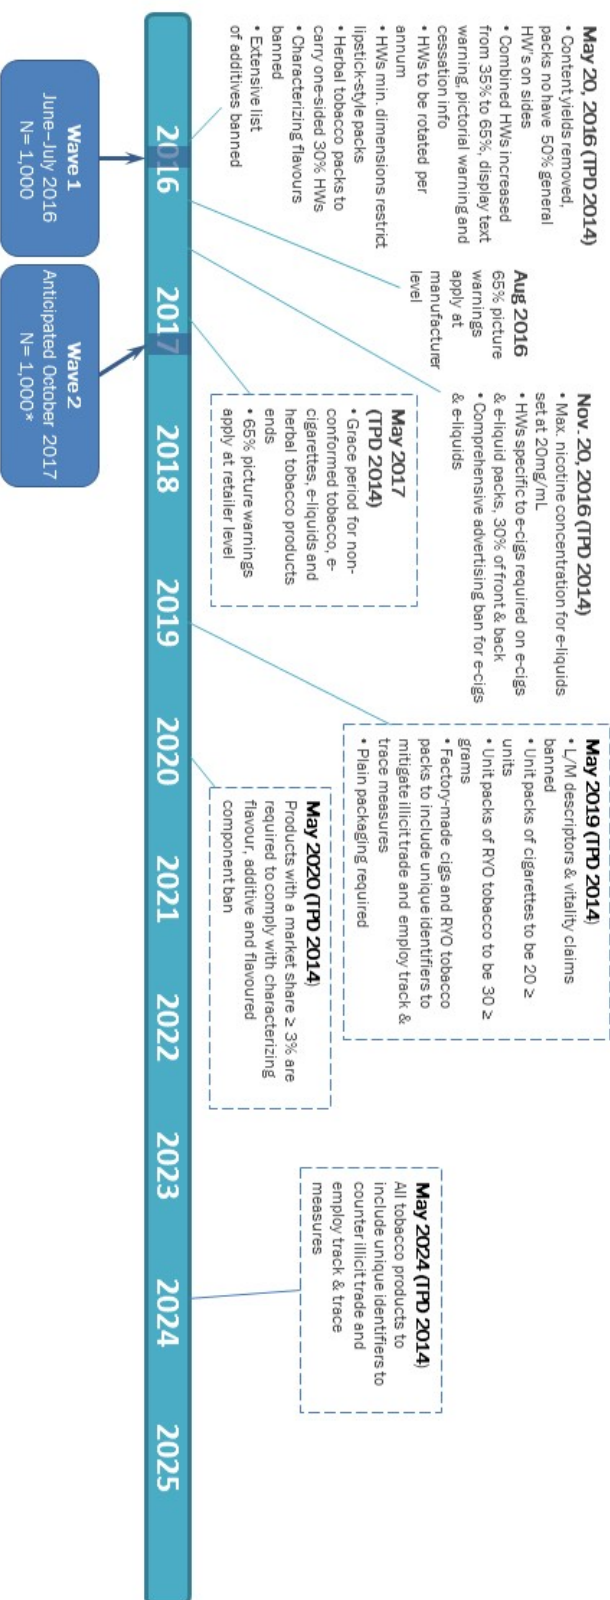 May 20, 2016 (TPD 2014)
• Content yields removed,
packs no have 50% general
HW's on sides
• Combined HWs increased
from 35% to 65%, display text
warning, pictorial warning and
cessation info
• HWs to be rotated per
annum
• HWs min. dimensions restrict
lipstick-style packs
• Herbal tobacco packs to
carry one-sided 30% HWs
• Characterizing flavours
banned
• Extensive list
of additives banned
Aug 2016
65% picture
warnings
apply at
manufacturer
level
Nov. 20, 2016 (TPD 2014)
• Max. nicotine concentration for e-liquids
set at 20mg/mL
• HWs specific to e-cigs required on e-cigs
& e-liquid packs, 30% of front & back
• Comprehensive advertising ban for e-cigs
& e-liquids
May 2017
(TPD 2014)
• Grace period for non-
conformed tobacco, e-
cigarettes, e-liquids and
herbal tobacco products
ends
• 65% picture warnings
apply at retailer level
May 2019 (TPD 2014)
• L/M descriptors & vitality claims
banned
• Unit packs of cigarettes to be 20 ≥
units
• Unit packs of RYO tobacco to be 30 ≥
grams
• Factory-made cigs and RYO tobacco
packs to include unique identifiers to
mitigate illicit trade and employ track &
trace measures
• Plain packaging required
May 2020 (TPD 2014)
Products with a market share ≥ 3% are
required to comply with characterizing
flavour, additive and flavoured
component ban
May 2024 (TPD 2014)
All tobacco products to
include unique identifiers to
counter illicit trade and
employ track & trace
measures
2016 2017 2018 2019 2020 2021 2022 2023 2024 2025
Wave 1
June–July 2016
N= 1,000
Wave 2
Anticipated October 2017
N= 1,000*